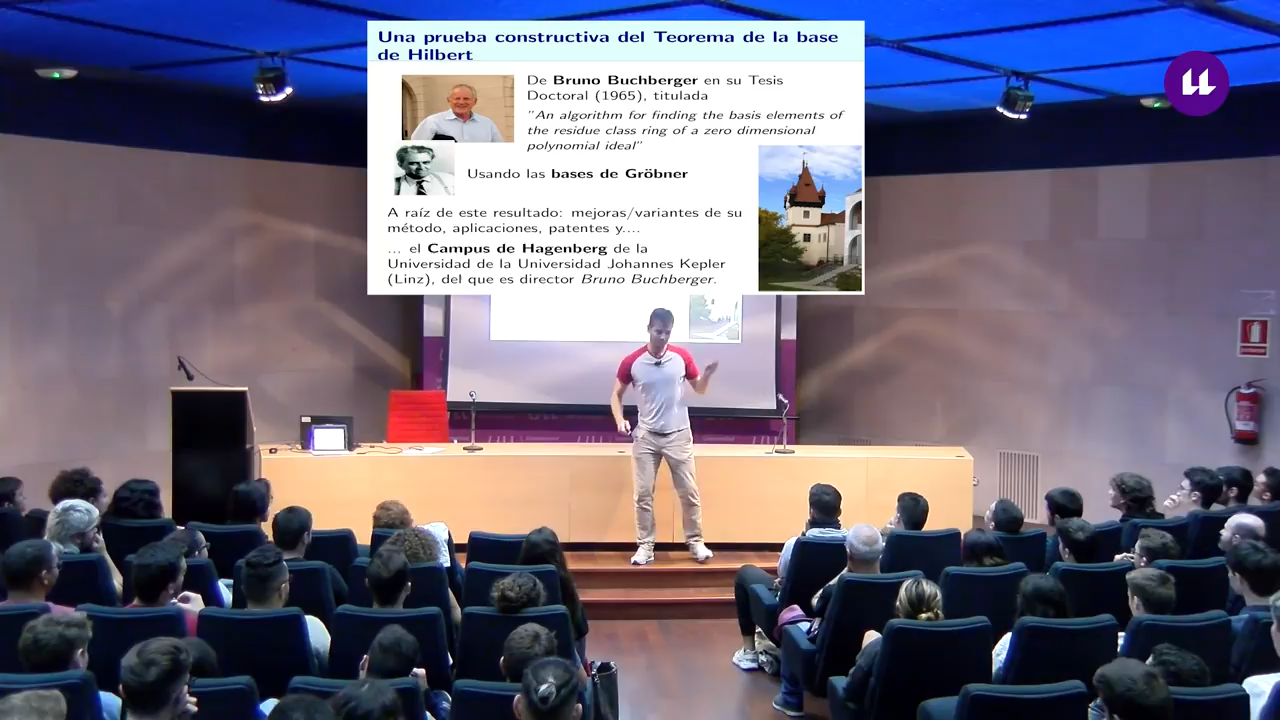 Una prueba constructiva del Teorema de la base
de Hilbert
De Bruno Buchberger en su Tesis
Doctoral (1965), titulada
"An algorithm for finding the basis elements of
the residue class ring of a zero dimensional
polynomial ideal"
Usando las bases de Gröbner
A raíz de este resultado: mejoras/variantes de su
método, aplicaciones, patentes y....
... el Campus de Hagenberg de la
Universidad de la Universidad Johannes Kepler
(Linz), del que es director Bruno Buchberger.